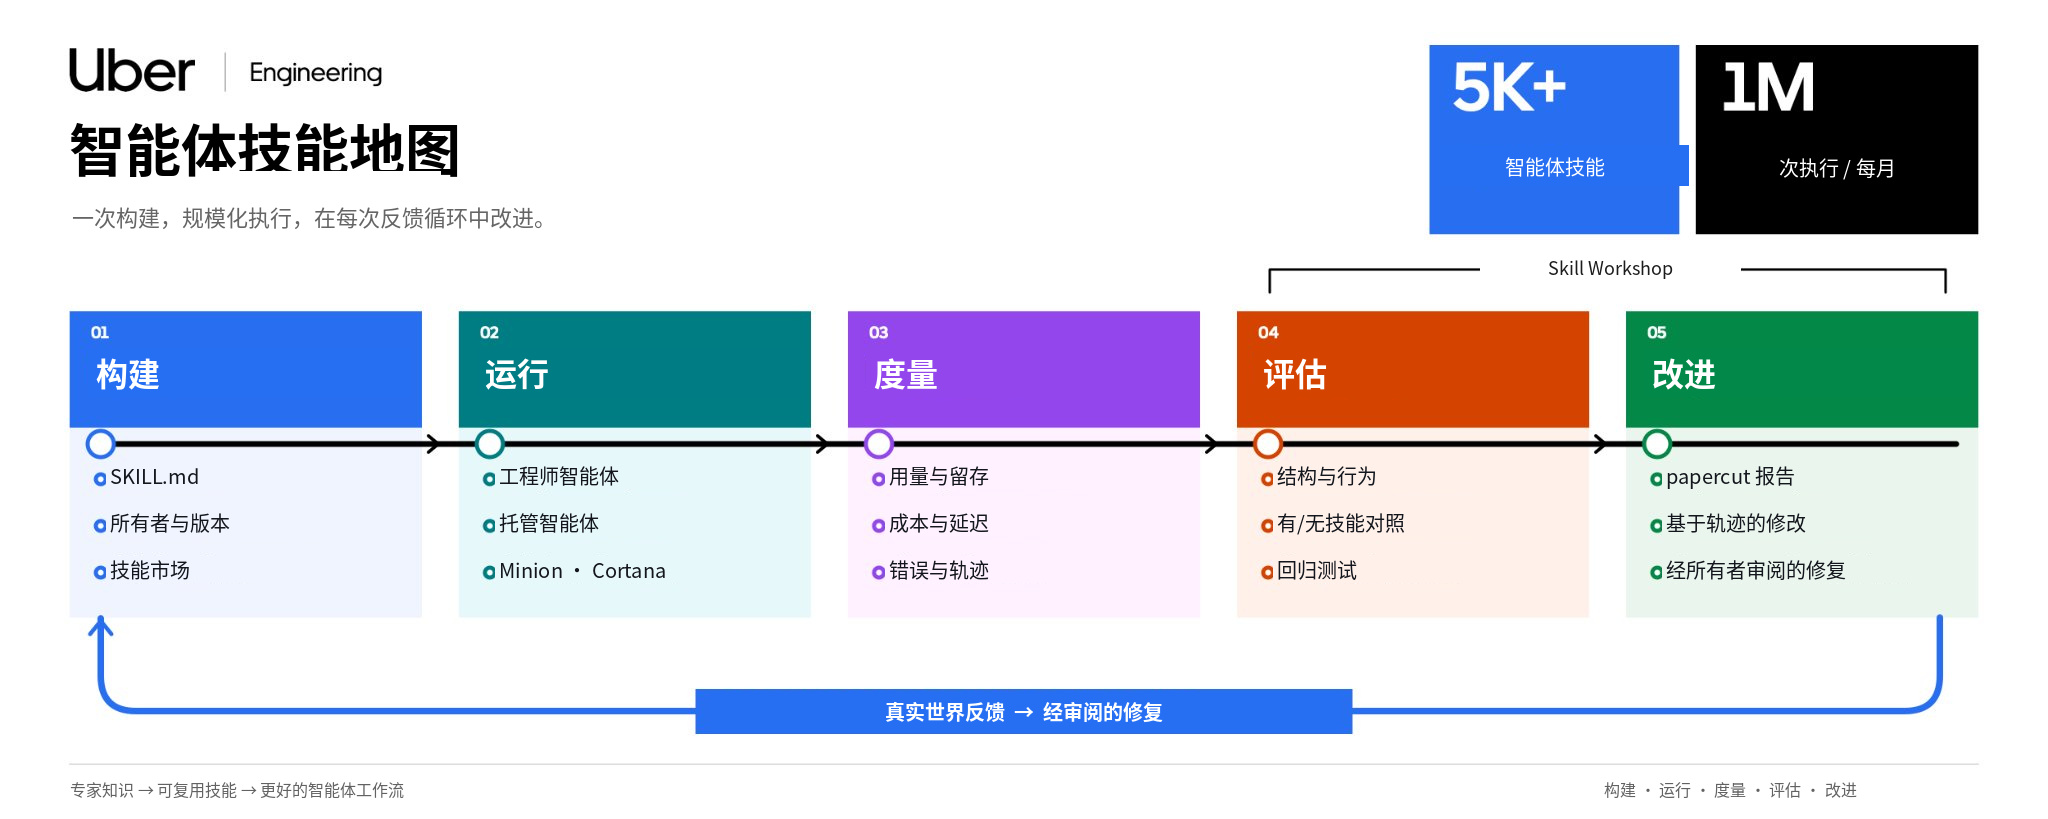 Uber | Engineering
智能体技能地图
一次构建，规模化执行，在每次反馈循环中改进。
5K+
智能体技能
1M
次执行 / 每月
Skill Workshop
01
构建
SKILL.md
所有者与版本
技能市场
02
运行
工程师智能体
托管智能体
Minion · Cortana
03
度量
用量与留存
成本与延迟
错误与轨迹
04
评估
结构与行为
有/无技能对照
回归测试
05
改进
papercut 报告
基于轨迹的修改
经所有者审阅的修复
真实世界反馈 → 经审阅的修复
专家知识 → 可复用技能 → 更好的智能体工作流
构建 · 运行 · 度量 · 评估 · 改进